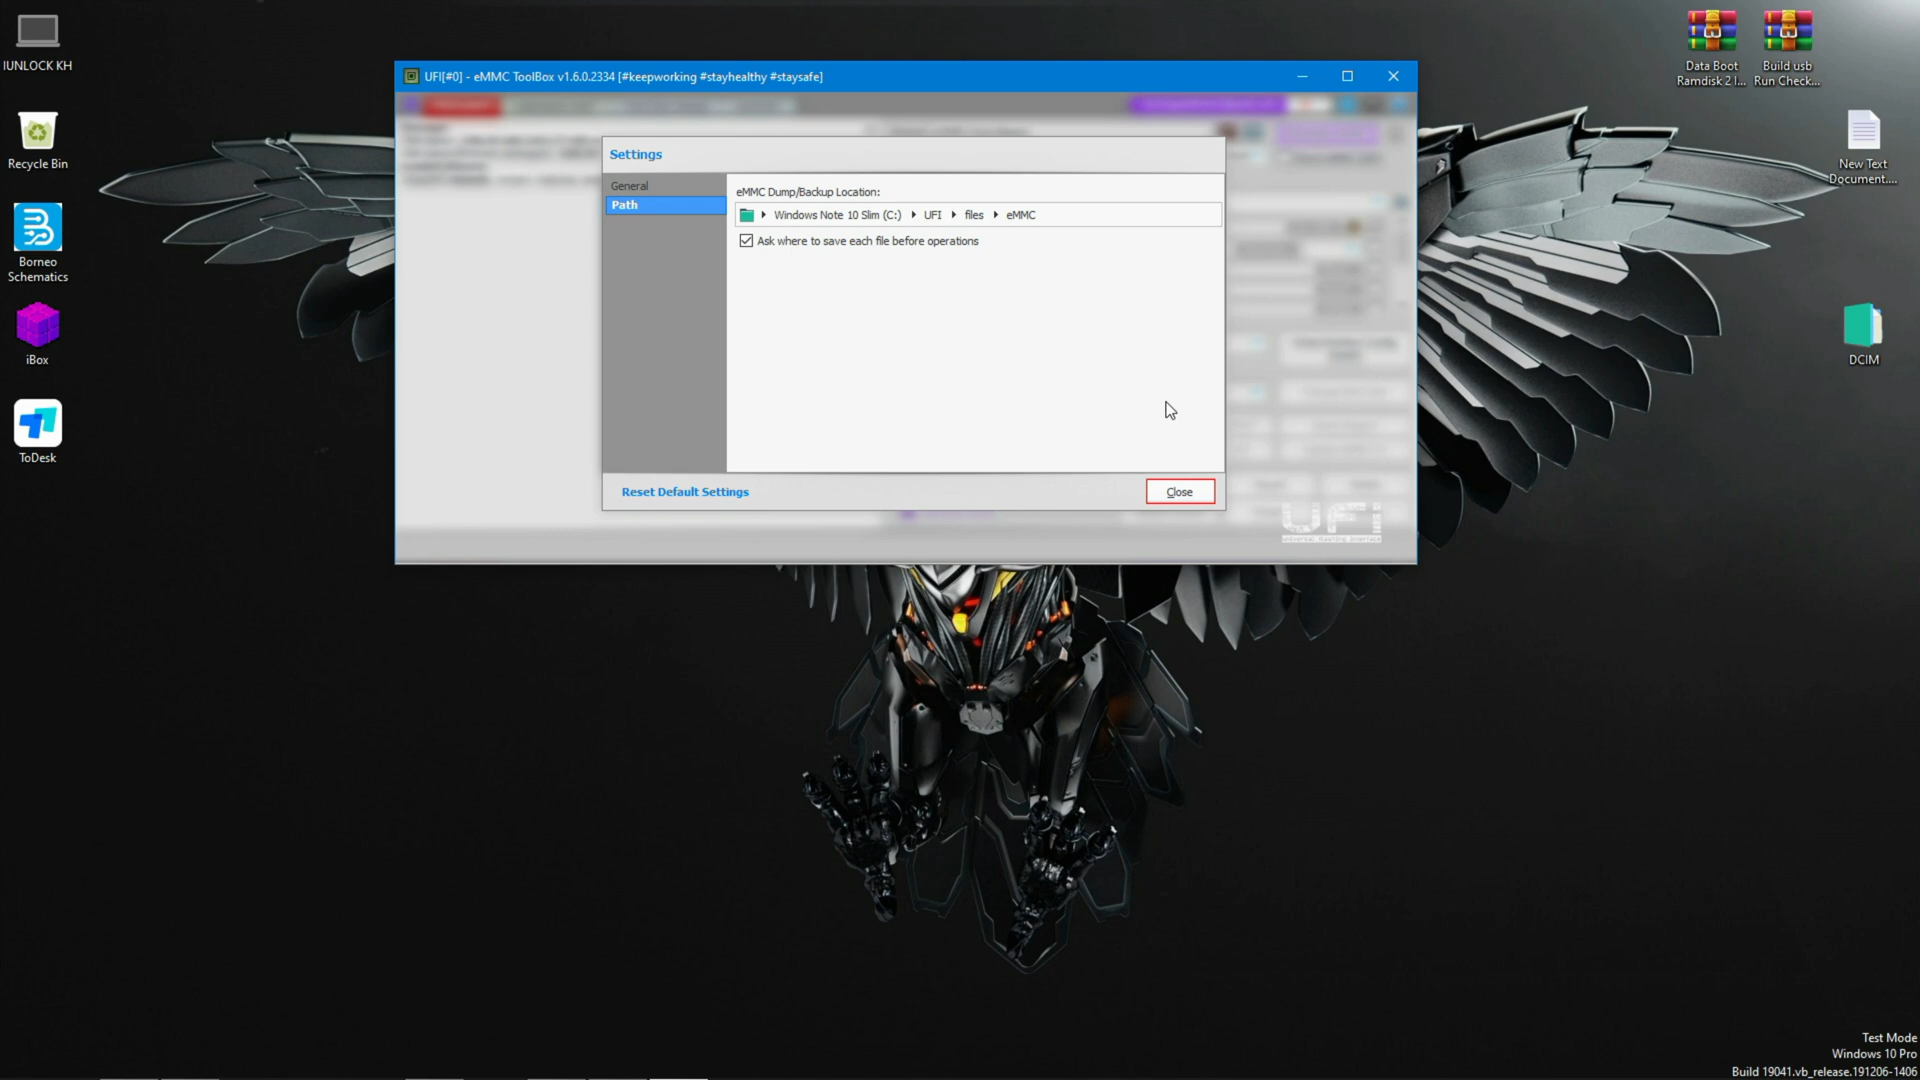 IUNLOCK KH
Recycle Bin
Borneo
Schematics
iBox
ToDesk
UFI[#0] - eMMC ToolBox v1.6.0.2334 [#keepworking #stayhealthy #staysafe]
Settings
General
Path
eMMC Dump/Backup Location:
Windows Note 10 Slim (C:) UFI files eMMC
Ask where to save each file before operations
Reset Default Settings
Close
UFi
Data Boot
Ramdisk 2 I...
Build usb
Run Check...
New Text
Document....
DCIM
Test Mode
Windows 10 Pro
Build 19041.vb_release.191206-1406